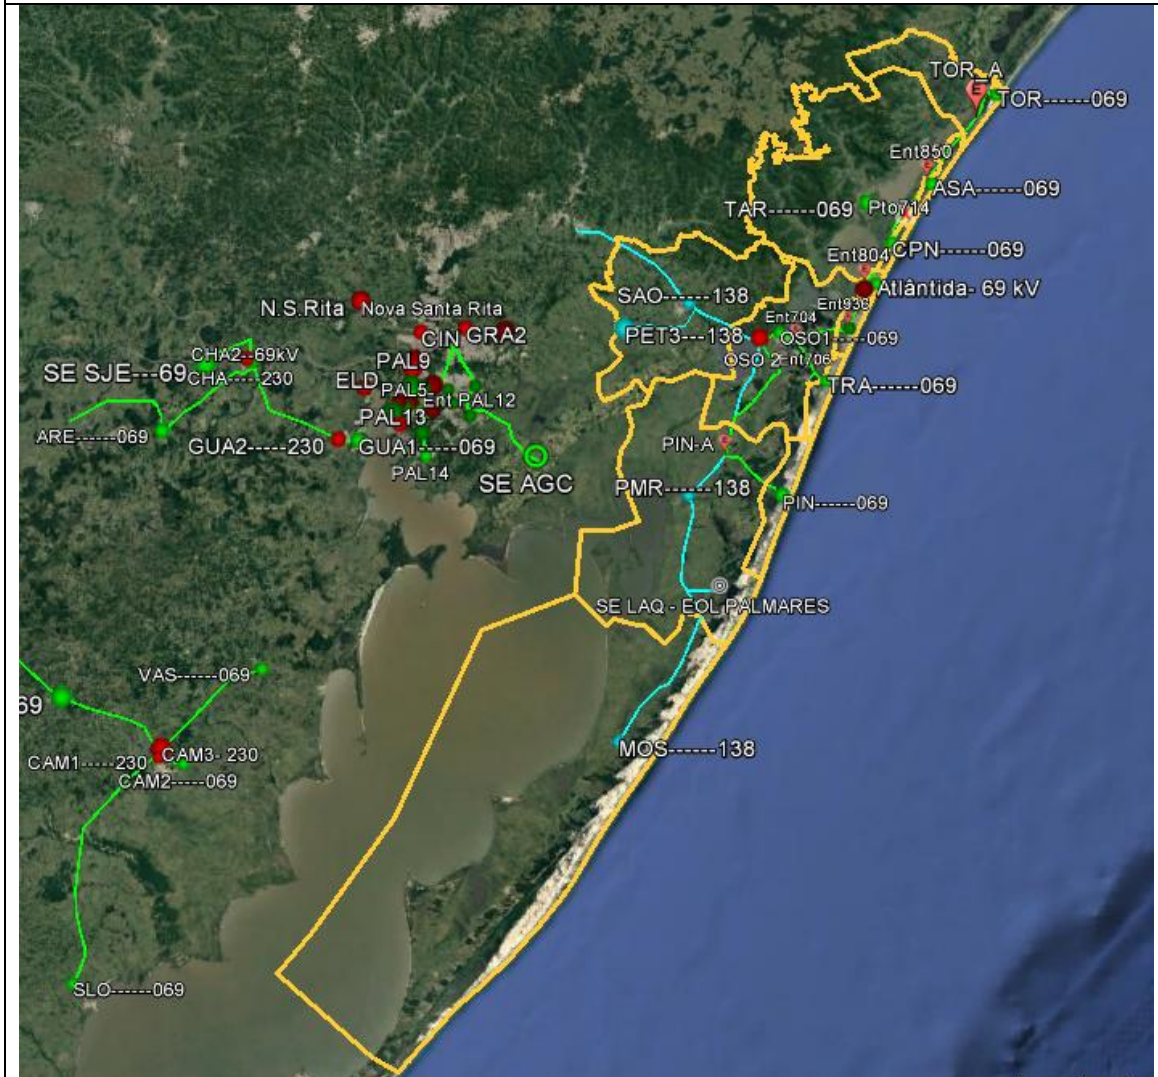 TOR_A
TOR------069
Ent850
ASA------069
TAR------069
Pto714
CPN------069
Ent804
Atlântida- 69 kV
SAO------138
N.S.Rita
Nova Santa Rita
Ent936
Ent704
CIN
GRA2
PET3---138
OSO1-----069
OSO 2
Ent706
CHA2--69kV
PAL9
SE SJE---69
CHA-----230
ELD
PAL5
Ent PAL12
TRA------069
PAL13
ARE------069
GUA2-----230
GUA1-----069
PIN-A
PAL14
SE AGC
PMR------138
PIN------069
SE LAQ - EOL PALMARES
VAS------069
69
MOS------138
CAM3- 230
CAM1-----230
CAM2-----069
SLO------069